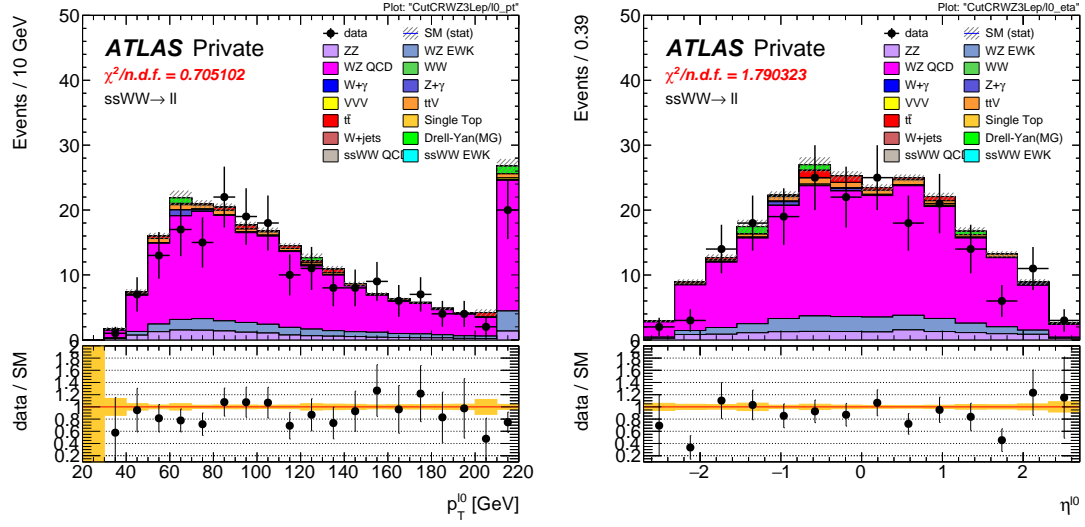 Plot: "CutCRWZ3Lep/l0_pt"
Events / 10 GeV
50
40
30
20
10
0
ATLAS Private
χ²/n.d.f. = 0.705102
ssWW→ ll
data
SM (stat)
ZZ
WZ EWK
WZ QCD
WW
W+γ
Z+γ
VVV
ttV
tt̄
Single Top
W+jets
Drell-Yan(MG)
ssWW QCD
ssWW EWK
data / SM
2
1.8
1.6
1.4
1.2
1
0.8
0.6
0.4
0.2
20 40 60 80 100 120 140 160 180 200 220
p_T^l0 [GeV]
Plot: "CutCRWZ3Lep/l0_eta"
Events / 0.39
50
40
30
20
10
0
ATLAS Private
χ²/n.d.f. = 1.790323
ssWW→ ll
data
SM (stat)
ZZ
WZ EWK
WZ QCD
WW
W+γ
Z+γ
VVV
ttV
tt̄
Single Top
W+jets
Drell-Yan(MG)
ssWW QCD
ssWW EWK
data / SM
2
1.8
1.6
1.4
1.2
1
0.8
0.6
0.4
0.2
−2 −1 0 1 2
η^l0